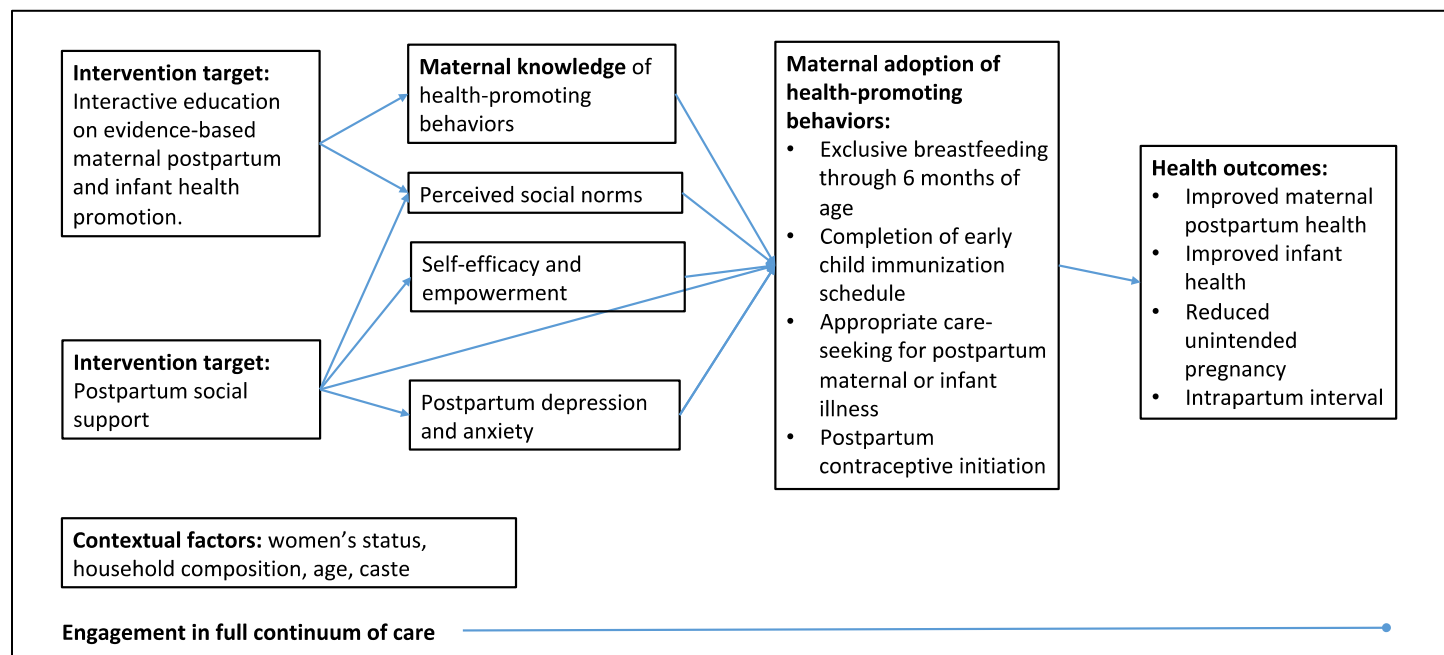 Intervention target:
Interactive education
on evidence-based
maternal postpartum
and infant health
promotion.
Maternal knowledge of
health-promoting
behaviors
Perceived social norms
Self-efficacy and
empowerment
Intervention target:
Postpartum social
support
Postpartum depression
and anxiety
Maternal adoption of
health-promoting
behaviors:
• Exclusive breastfeeding
through 6 months of
age
• Completion of early
child immunization
schedule
• Appropriate care-
seeking for postpartum
maternal or infant
illness
• Postpartum
contraceptive initiation
Health outcomes:
• Improved maternal
postpartum health
• Improved infant
health
• Reduced
unintended
pregnancy
• Intrapartum interval
Contextual factors: women’s status,
household composition, age, caste
Engagement in full continuum of care